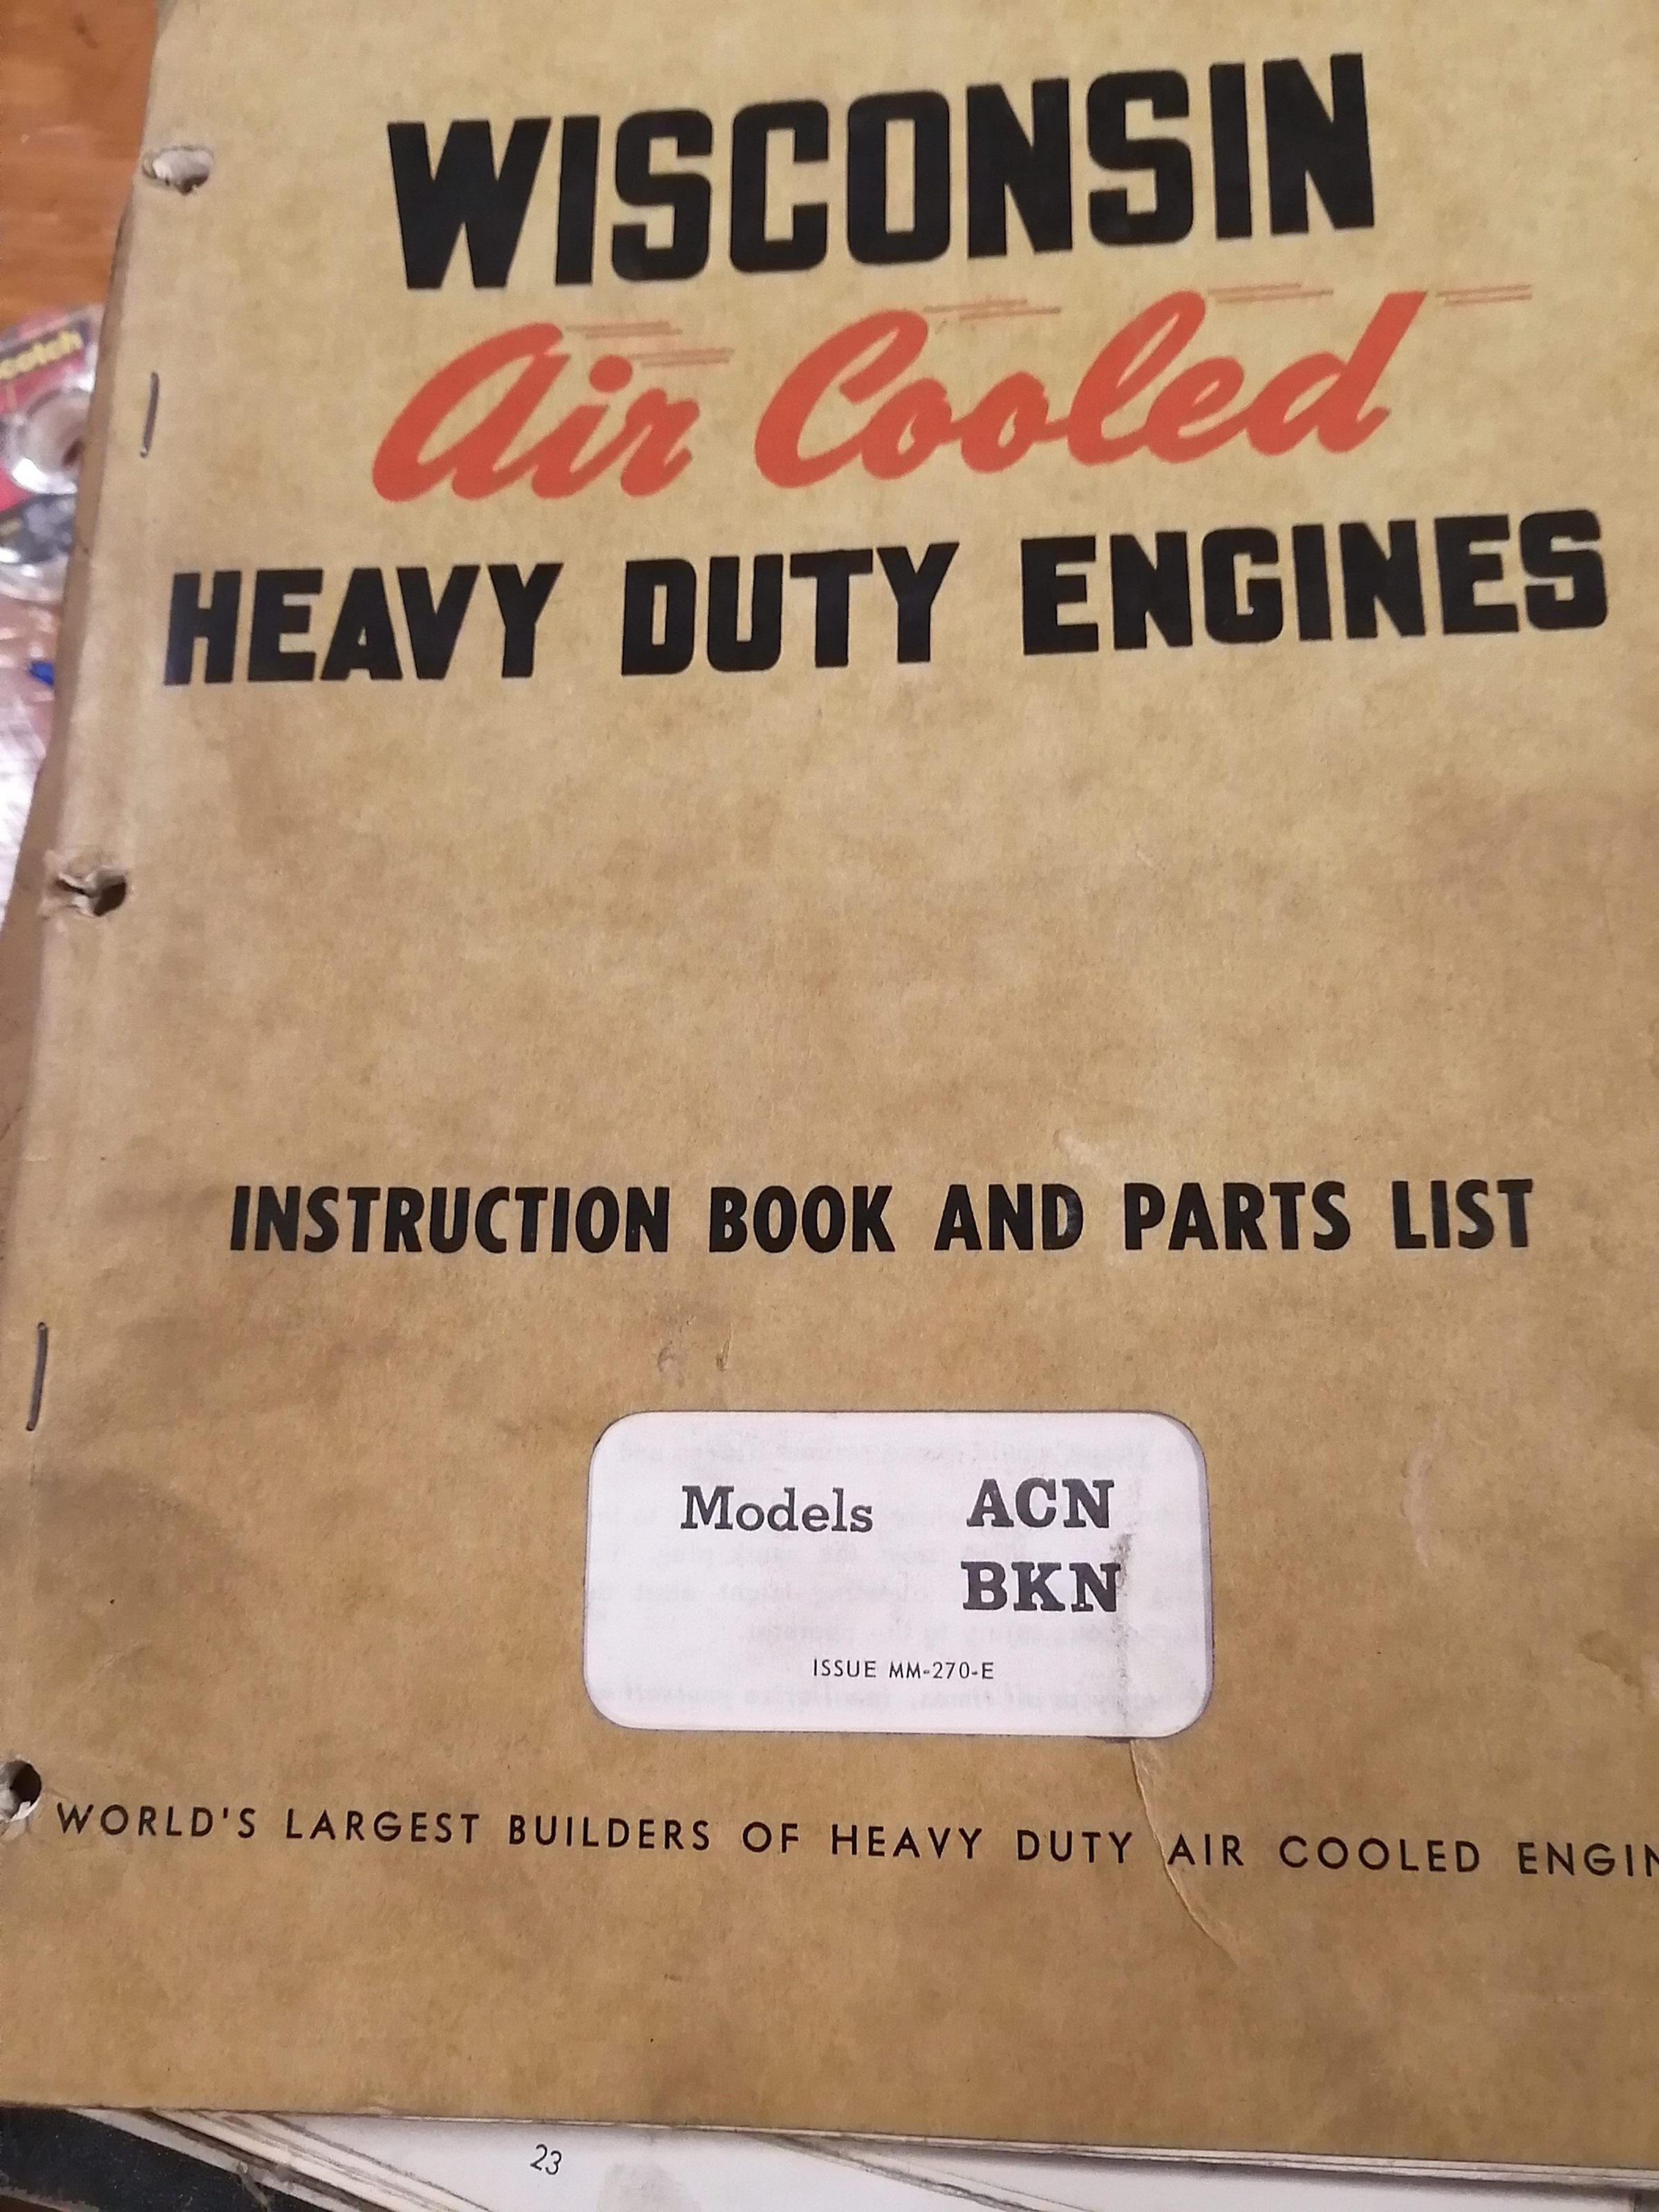 WISCONSIN
Air Cooled
HEAVY DUTY ENGINES
INSTRUCTION BOOK AND PARTS LIST
Models ACN
BKN
ISSUE MM-270-E
WORLD'S LARGEST BUILDERS OF HEAVY DUTY AIR COOLED ENGIN
23
Scotch